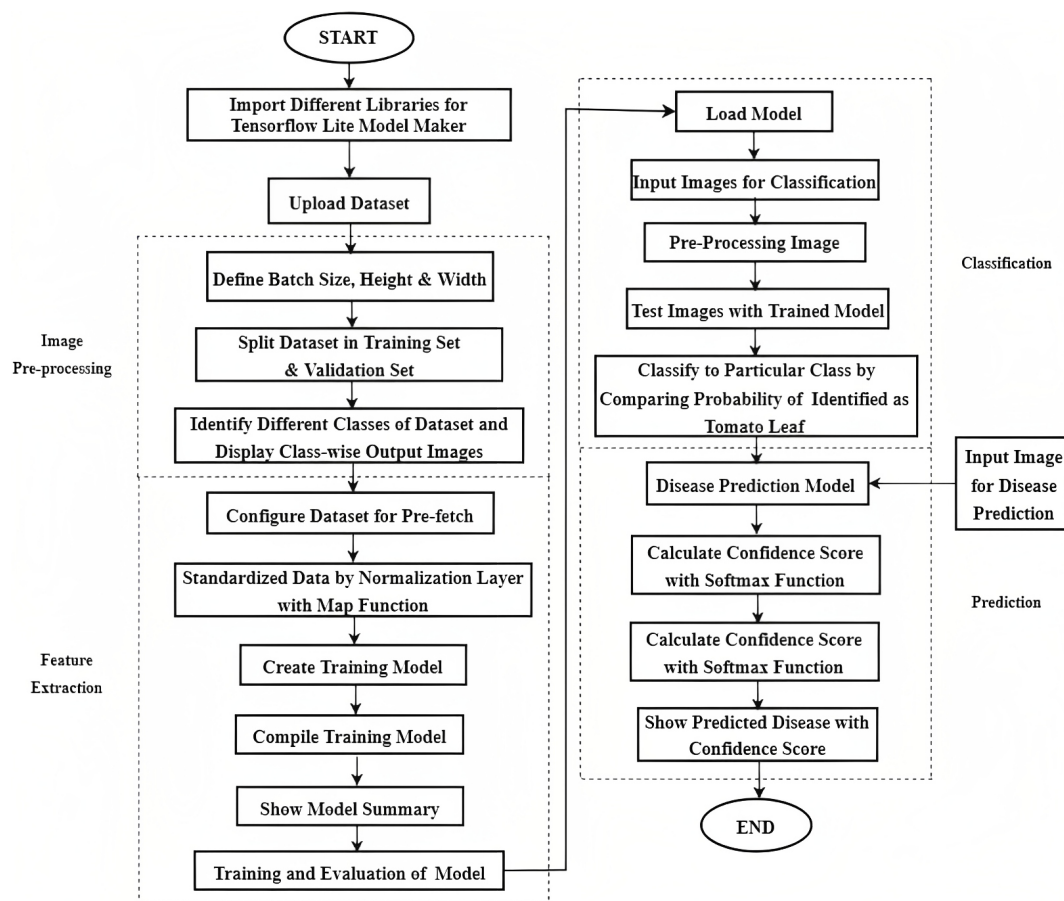 START
Import Different Libraries for
Tensorflow Lite Model Maker
Upload Dataset
Image
Pre-processing
Define Batch Size, Height & Width
Split Dataset in Training Set
& Validation Set
Identify Different Classes of Dataset and
Display Class-wise Output Images
Feature
Extraction
Configure Dataset for Pre-fetch
Standardized Data by Normalization Layer
with Map Function
Create Training Model
Compile Training Model
Show Model Summary
Training and Evaluation of Model
Classification
Load Model
Input Images for Classification
Pre-Processing Image
Test Images with Trained Model
Classify to Particular Class by
Comparing Probability of Identified as
Tomato Leaf
Prediction
Disease Prediction Model
Input Image
for Disease
Prediction
Calculate Confidence Score
with Softmax Function
Calculate Confidence Score
with Softmax Function
Show Predicted Disease with
Confidence Score
END